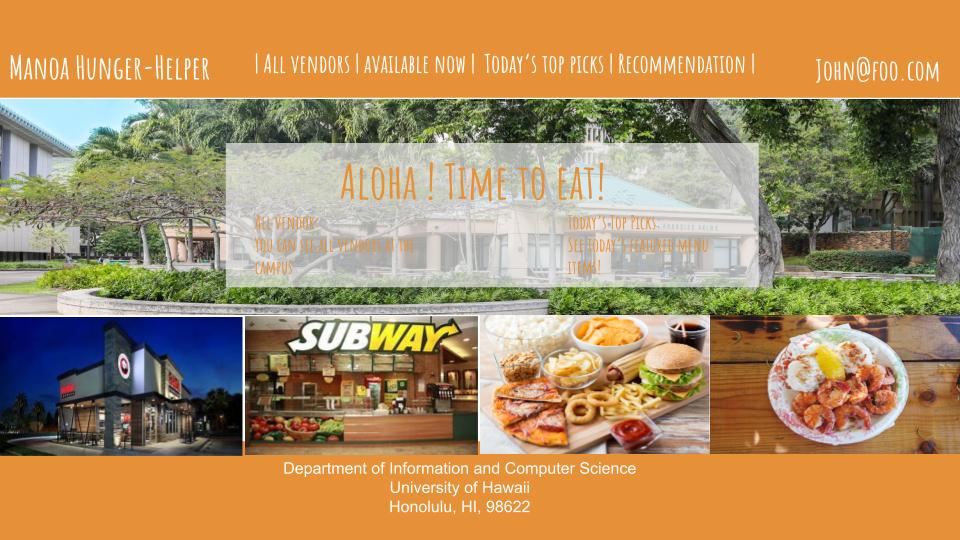 Manoa Hunger-Helper
| All vendors | available now | Today's top picks | Recommendation |
John@foo.com
Aloha ! Time to eat!
All vendor:
you can see all vendors at the
campus
Today's Top Picks
See today's featured menu
items!
SUBWAY
Department of Information and Computer Science
University of Hawaii
Honolulu, HI, 98622